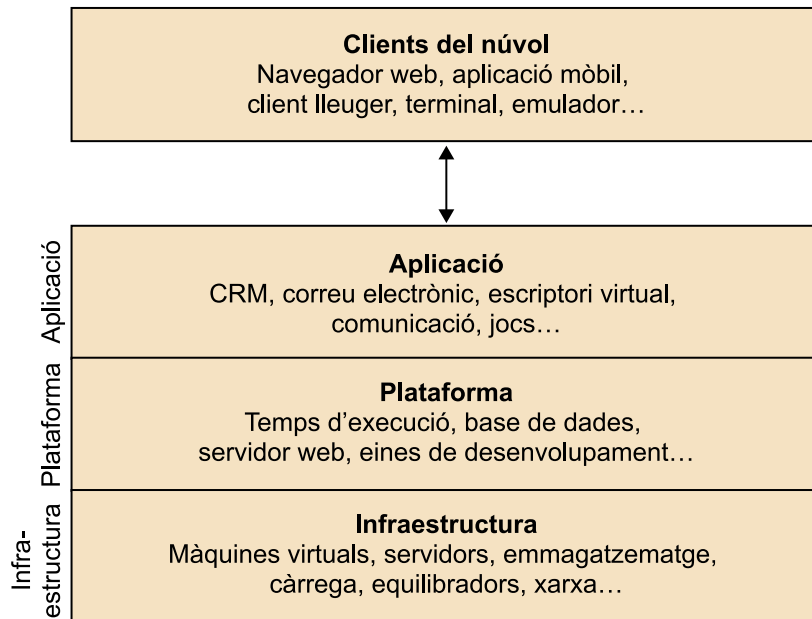 Clients del núvol
Navegador web, aplicació mòbil,
client lleuger, terminal, emulador…
Aplicació
Aplicació
CRM, correu electrònic, escriptori virtual,
comunicació, jocs…
Plataforma
Plataforma
Temps d’execució, base de dades,
servidor web, eines de desenvolupament…
Infra-
estructura
Infraestructura
Màquines virtuals, servidors, emmagatzematge,
càrrega, equilibradors, xarxa…